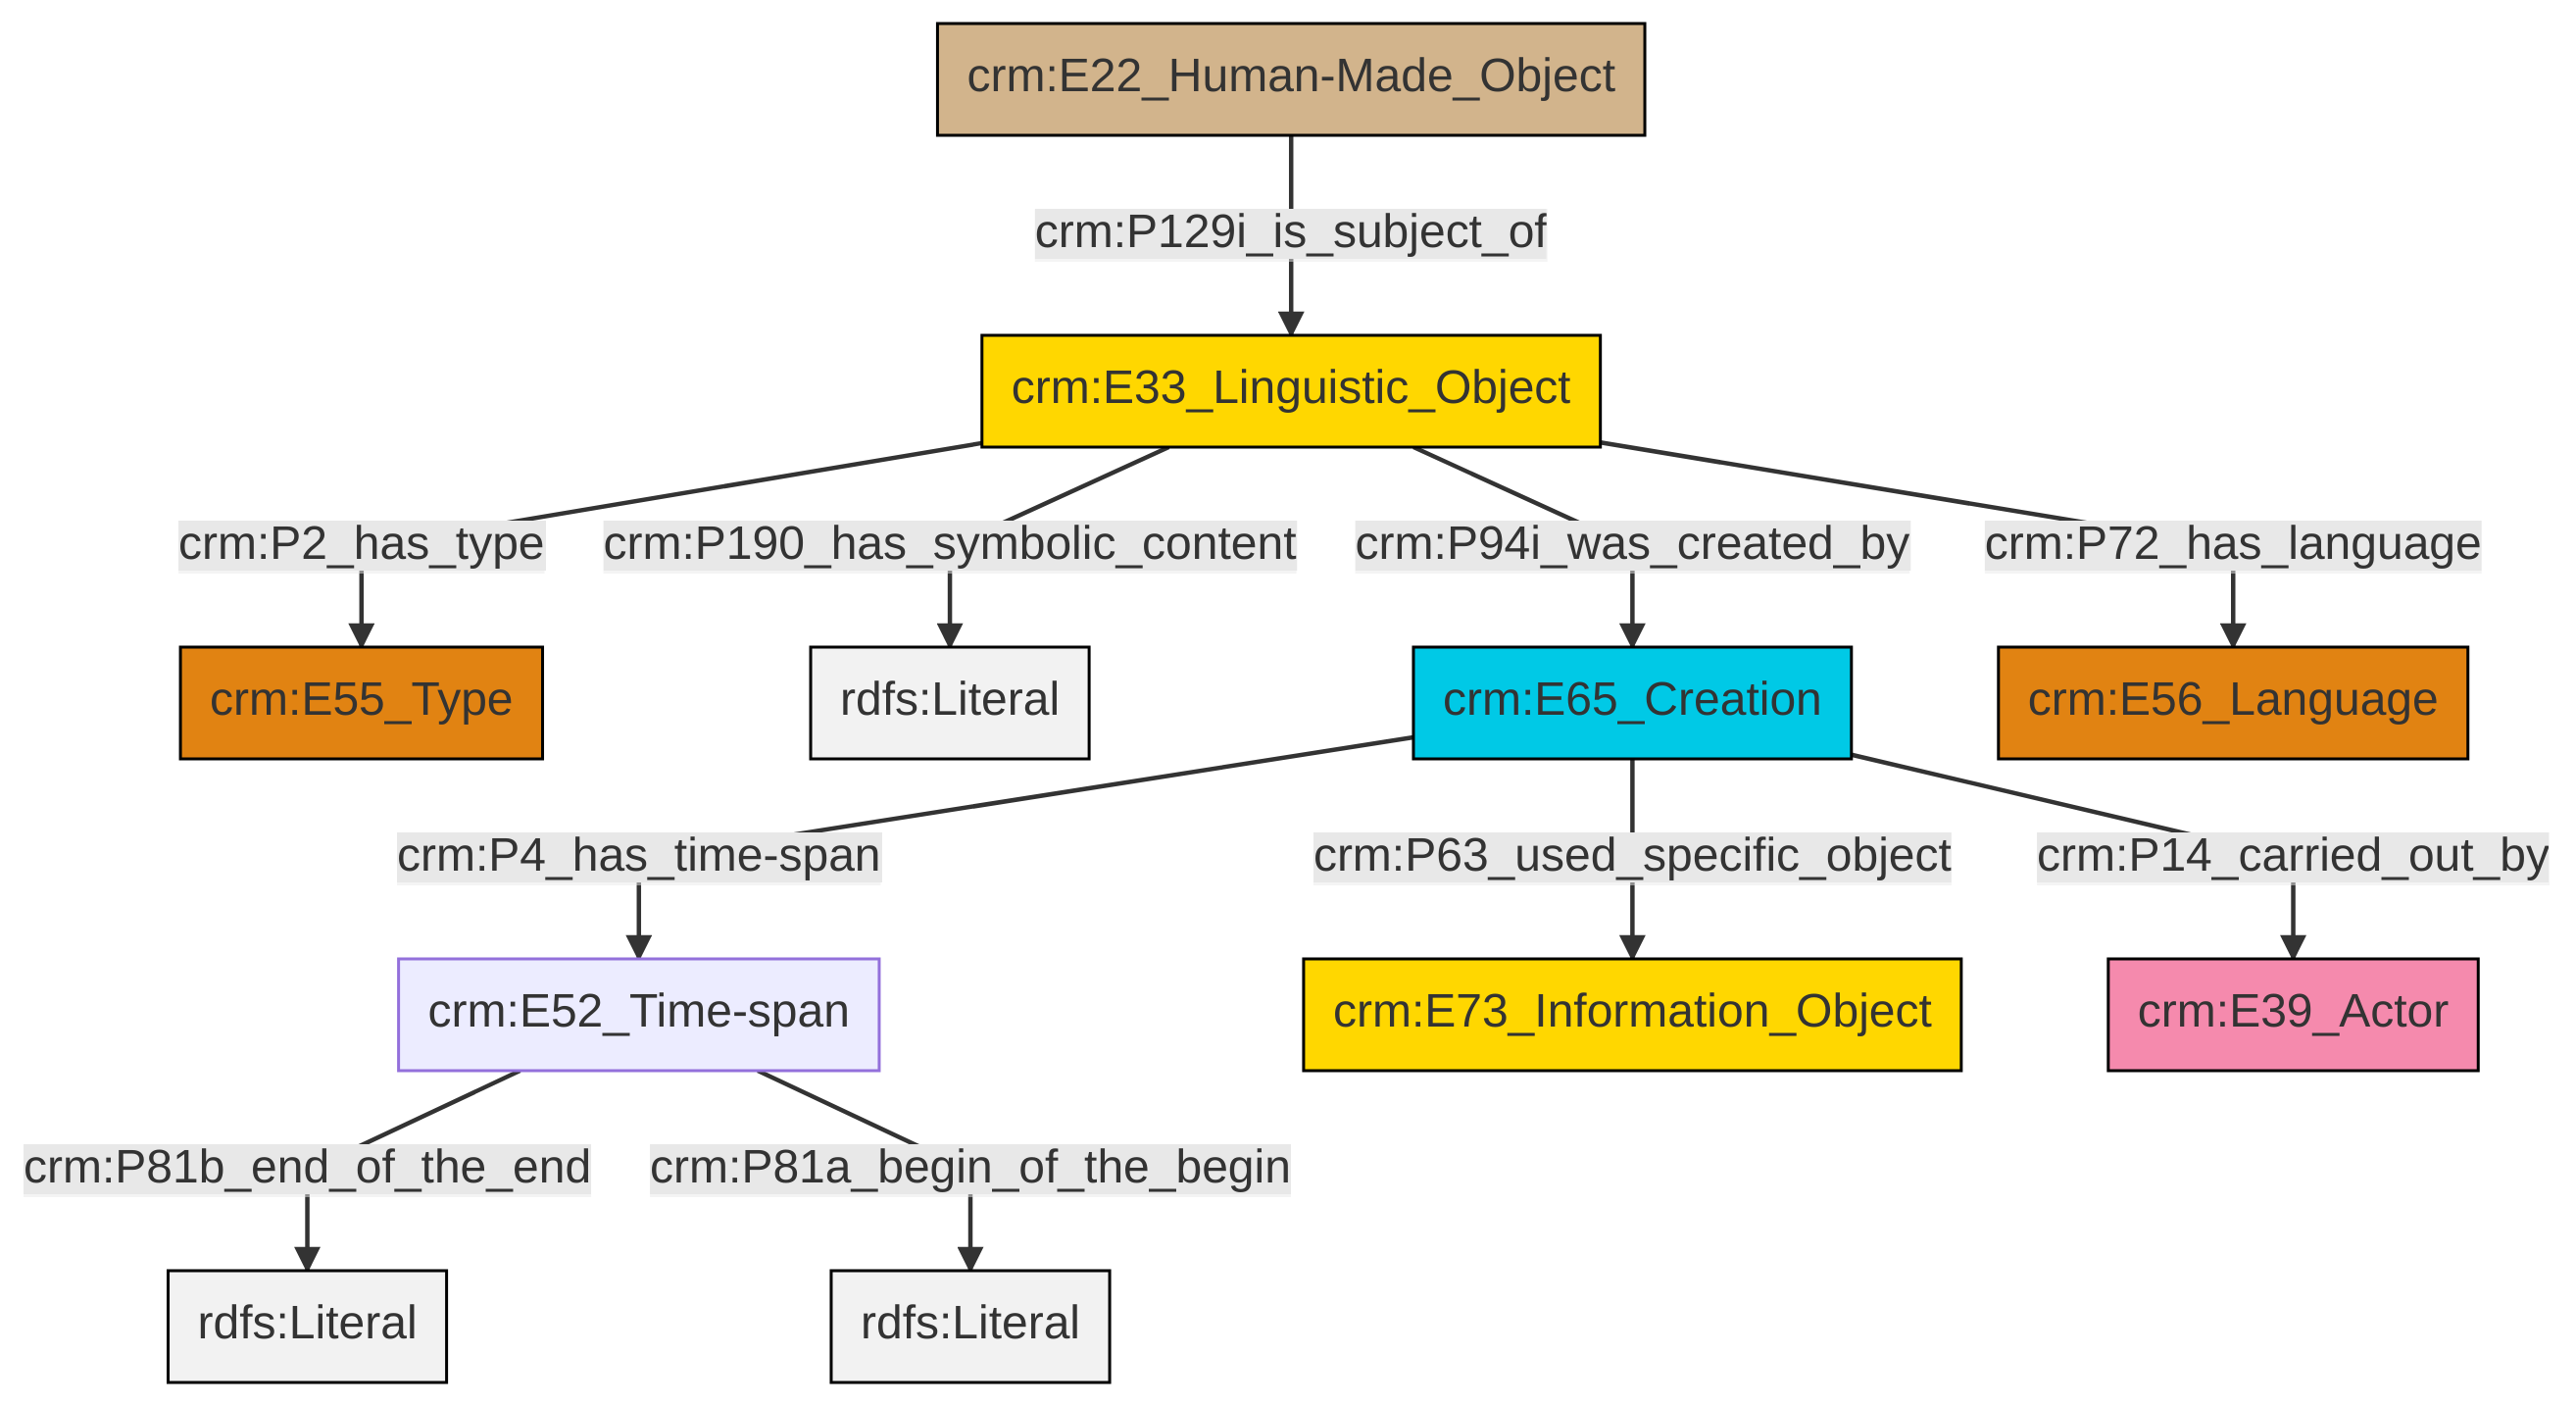 crm:E22_Human-Made_Object
crm:P129i_is_subject_of
crm:E33_Linguistic_Object
crm:P2_has_type
crm:P190_has_symbolic_content
crm:P94i_was_created_by
crm:P72_has_language
crm:E55_Type
rdfs:Literal
crm:E65_Creation
crm:E56_Language
crm:P4_has_time-span
crm:P63_used_specific_object
crm:P14_carried_out_by
crm:E52_Time-span
crm:E73_Information_Object
crm:E39_Actor
crm:P81b_end_of_the_end
crm:P81a_begin_of_the_begin
rdfs:Literal
rdfs:Literal